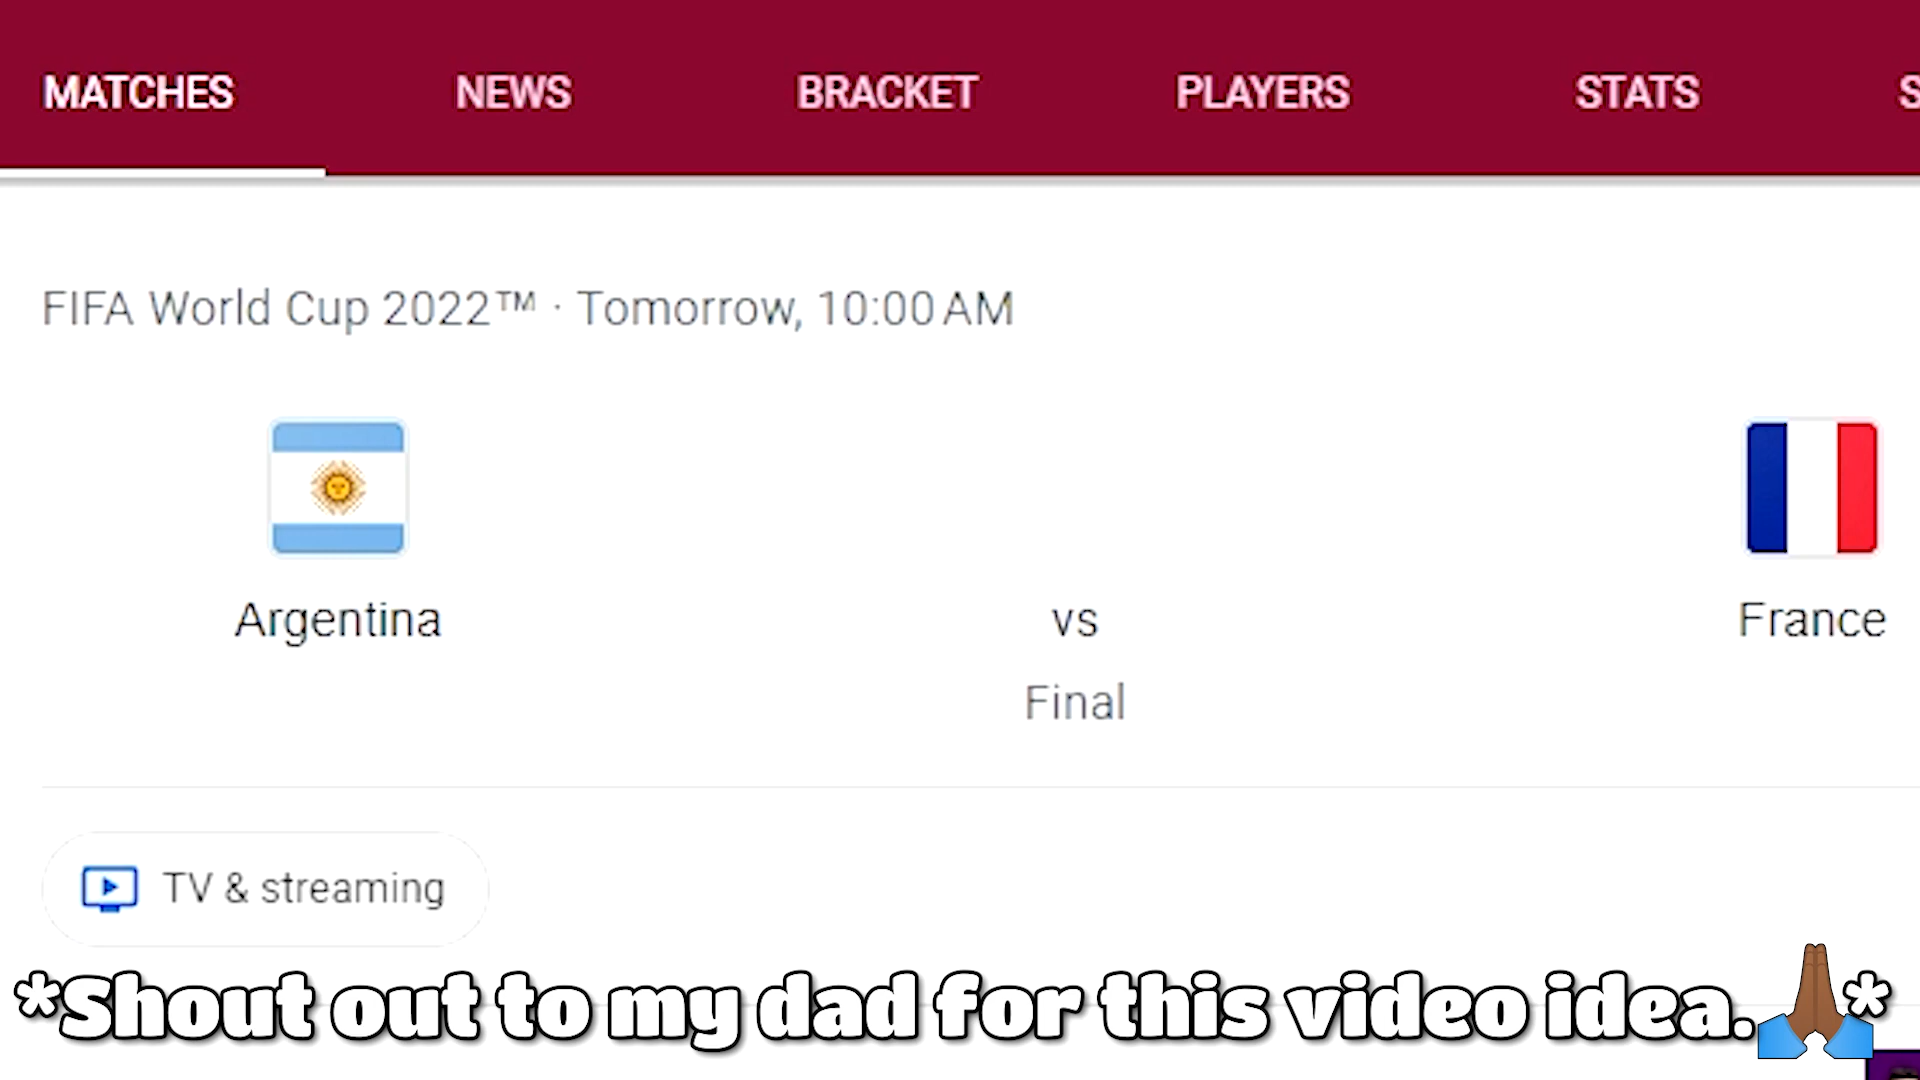 MATCHES NEWS BRACKET PLAYERS STATS
FIFA World Cup 2022™ · Tomorrow, 10:00 AM
Argentina vs France
Final
TV & streaming
*Shout out to my dad for this video idea.🙏🏾*